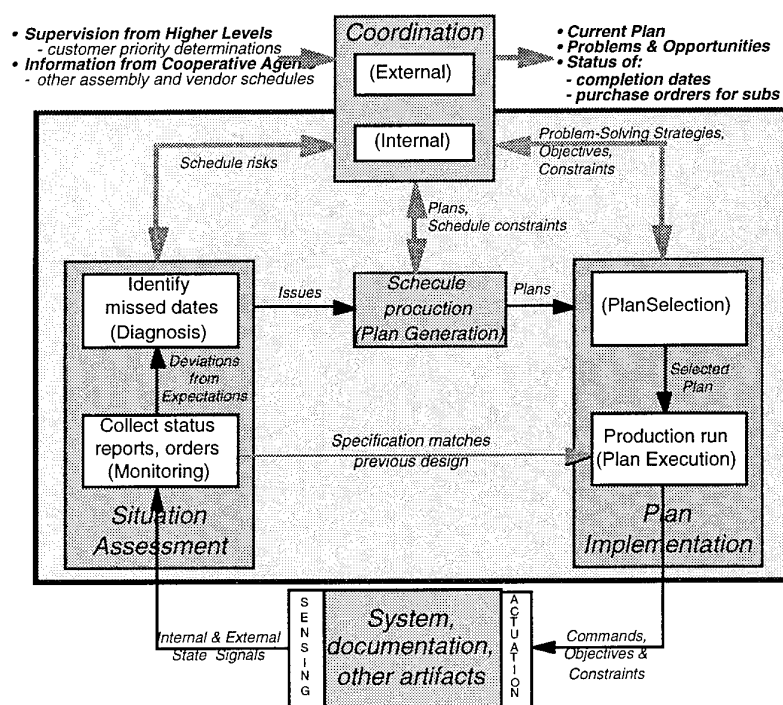 • Supervision from Higher Levels
- customer priority determinations
• Information from Cooperative Agents
- other assembly and vendor schedules
Coordination
(External)
(Internal)
• Current Plan
• Problems & Opportunities
• Status of:
- completion dates
- purchase ordrers for subs
Schedule risks
Problem-Solving Strategies,
Objectives,
Constraints
Plans,
Schedule constraints
Identify
missed dates
(Diagnosis)
Issues
Schecule
procuction
(Plan Generation)
Plans
(PlanSelection)
Deviations
from
Expectations
Selected
Plan
Collect status
reports, orders
(Monitoring)
Specification matches
previous design
Production run
(Plan Execution)
Situation
Assessment
Plan
Implementation
Internal & External
State Signals
SENSING
System,
documentation,
other artifacts
ACTUATION
Commands,
Objectives &
Constraints